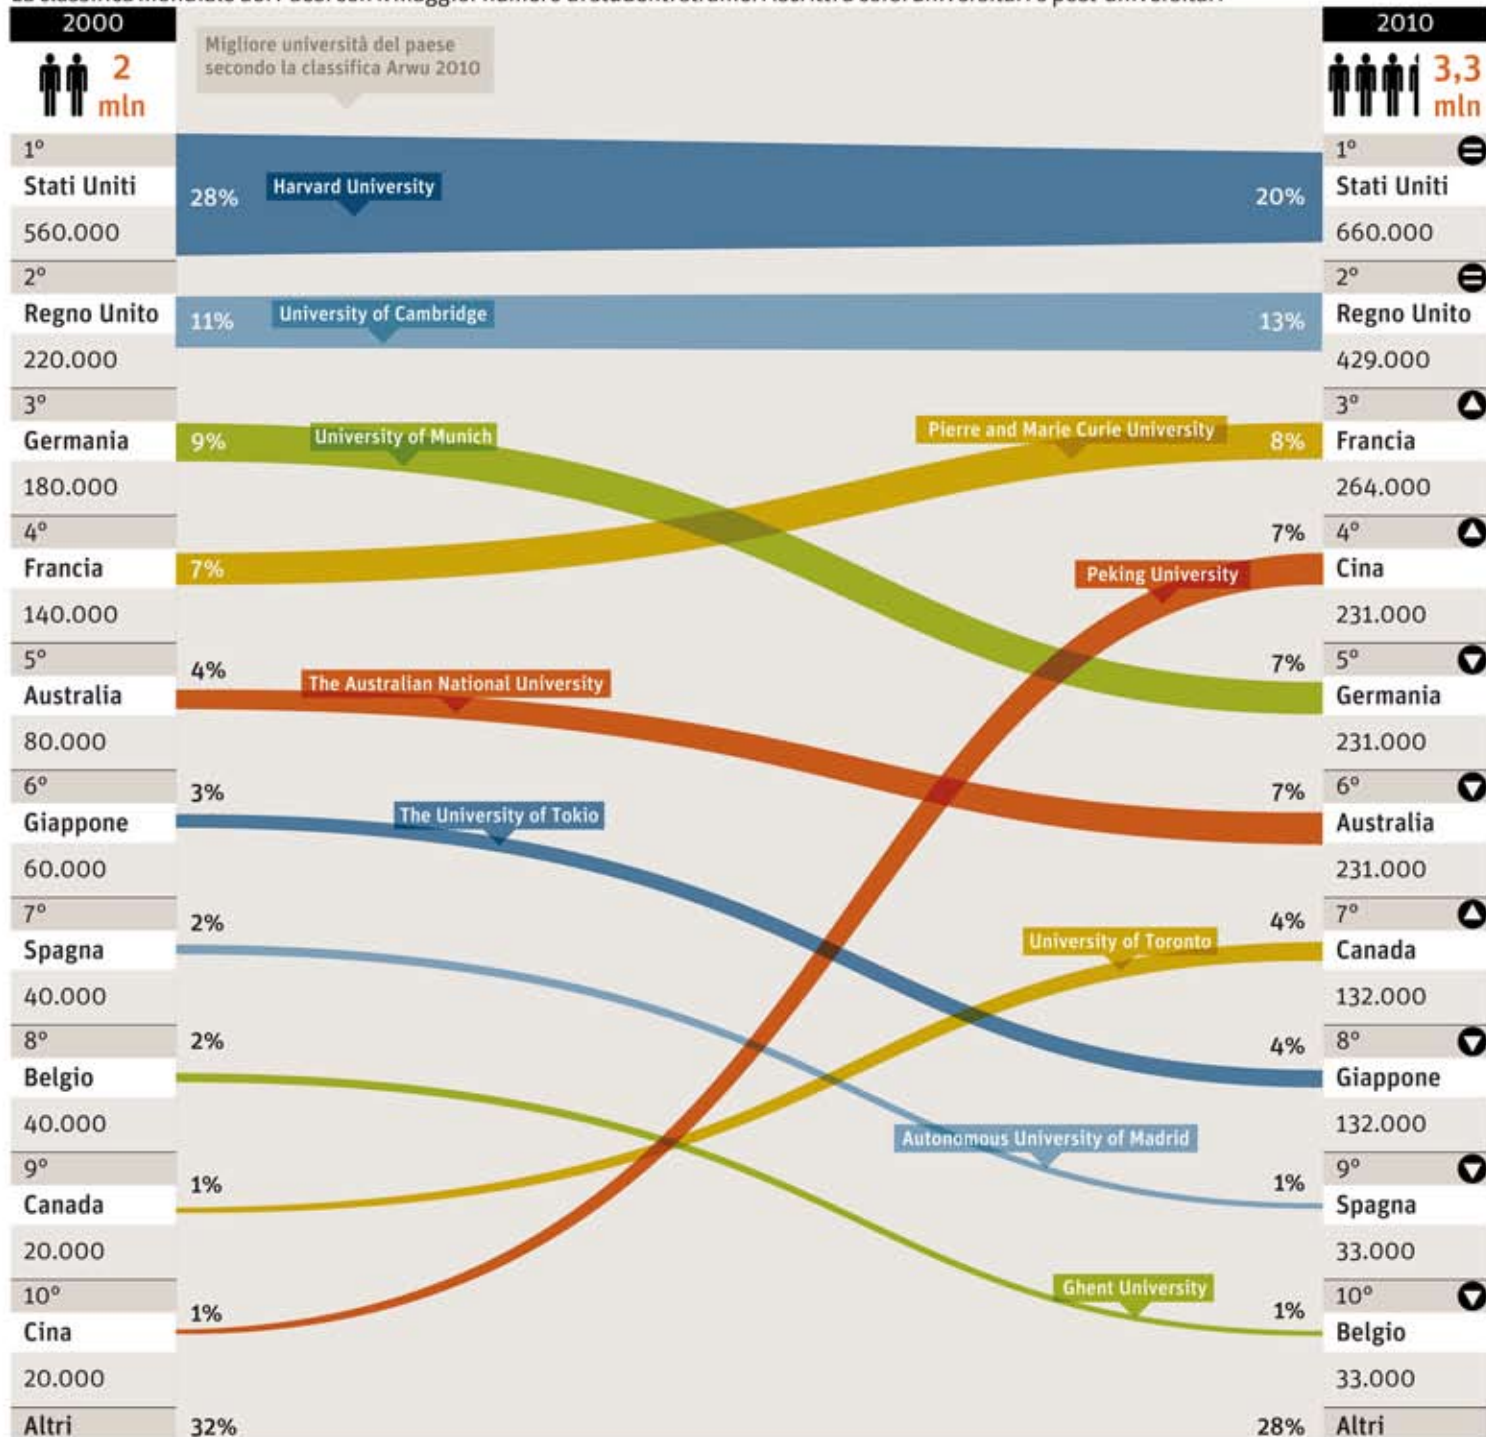 2000
2
mln
1°
Stati Uniti
560.000
2°
Regno Unito
220.000
3°
Germania
180.000
4°
Francia
140.000
5°
Australia
80.000
6°
Giappone
60.000
7°
Spagna
40.000
8°
Belgio
40.000
9°
Canada
20.000
10°
Cina
20.000
Altri
Migliore università del paese
secondo la classifica Arwu 2010
28%
Harvard University
20%
11%
University of Cambridge
13%
9%
University of Munich
Pierre and Marie Curie University
8%
7%
7%
Peking University
4%
The Australian National University
7%
3%
The University of Tokio
7%
2%
University of Toronto
4%
2%
4%
Autonomous University of Madrid
1%
1%
Ghent University
1%
1%
32%
28%
2010
3,3
mln
1°
Stati Uniti
660.000
2°
Regno Unito
429.000
3°
Francia
264.000
4°
Cina
231.000
5°
Germania
231.000
6°
Australia
231.000
7°
Canada
132.000
8°
Giappone
132.000
9°
Spagna
33.000
10°
Belgio
33.000
Altri